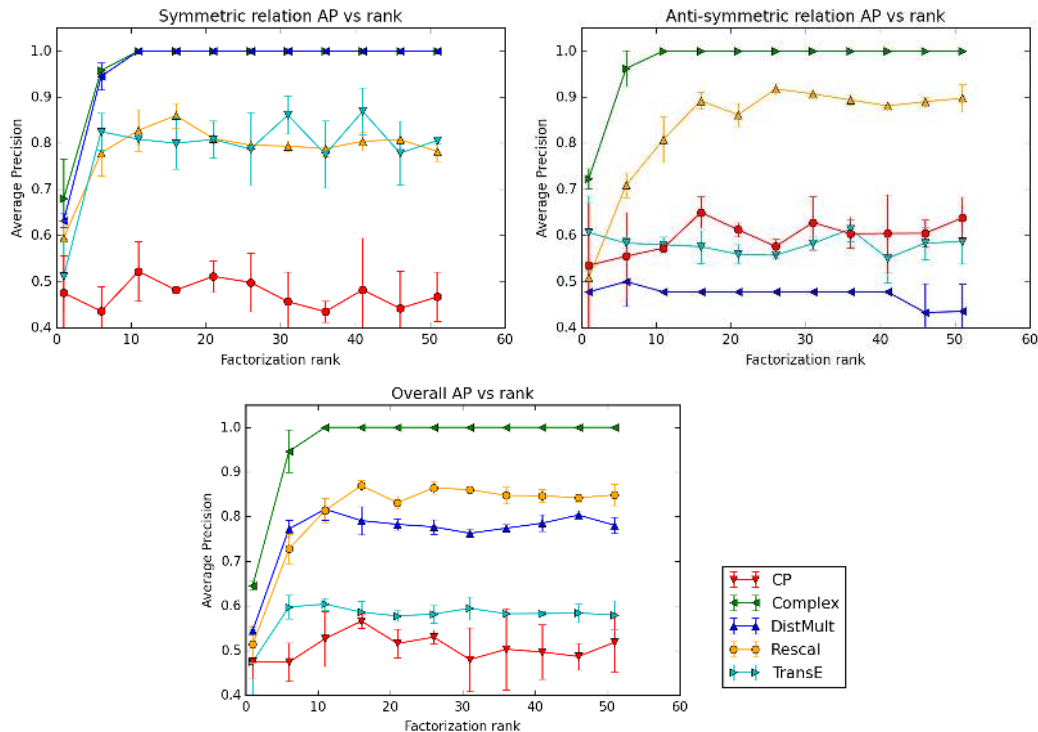 Symmetric relation AP vs rank
1.0
0.9
0.8
0.7
0.6
0.5
0.4
Average Precision
0 10 20 30 40 50 60
Factorization rank
Anti-symmetric relation AP vs rank
1.0
0.9
0.8
0.7
0.6
0.5
0.4
Average Precision
0 10 20 30 40 50 60
Factorization rank
Overall AP vs rank
1.0
0.9
0.8
0.7
0.6
0.5
0.4
Average Precision
0 10 20 30 40 50 60
Factorization rank
CP
Complex
DistMult
Rescal
TransE